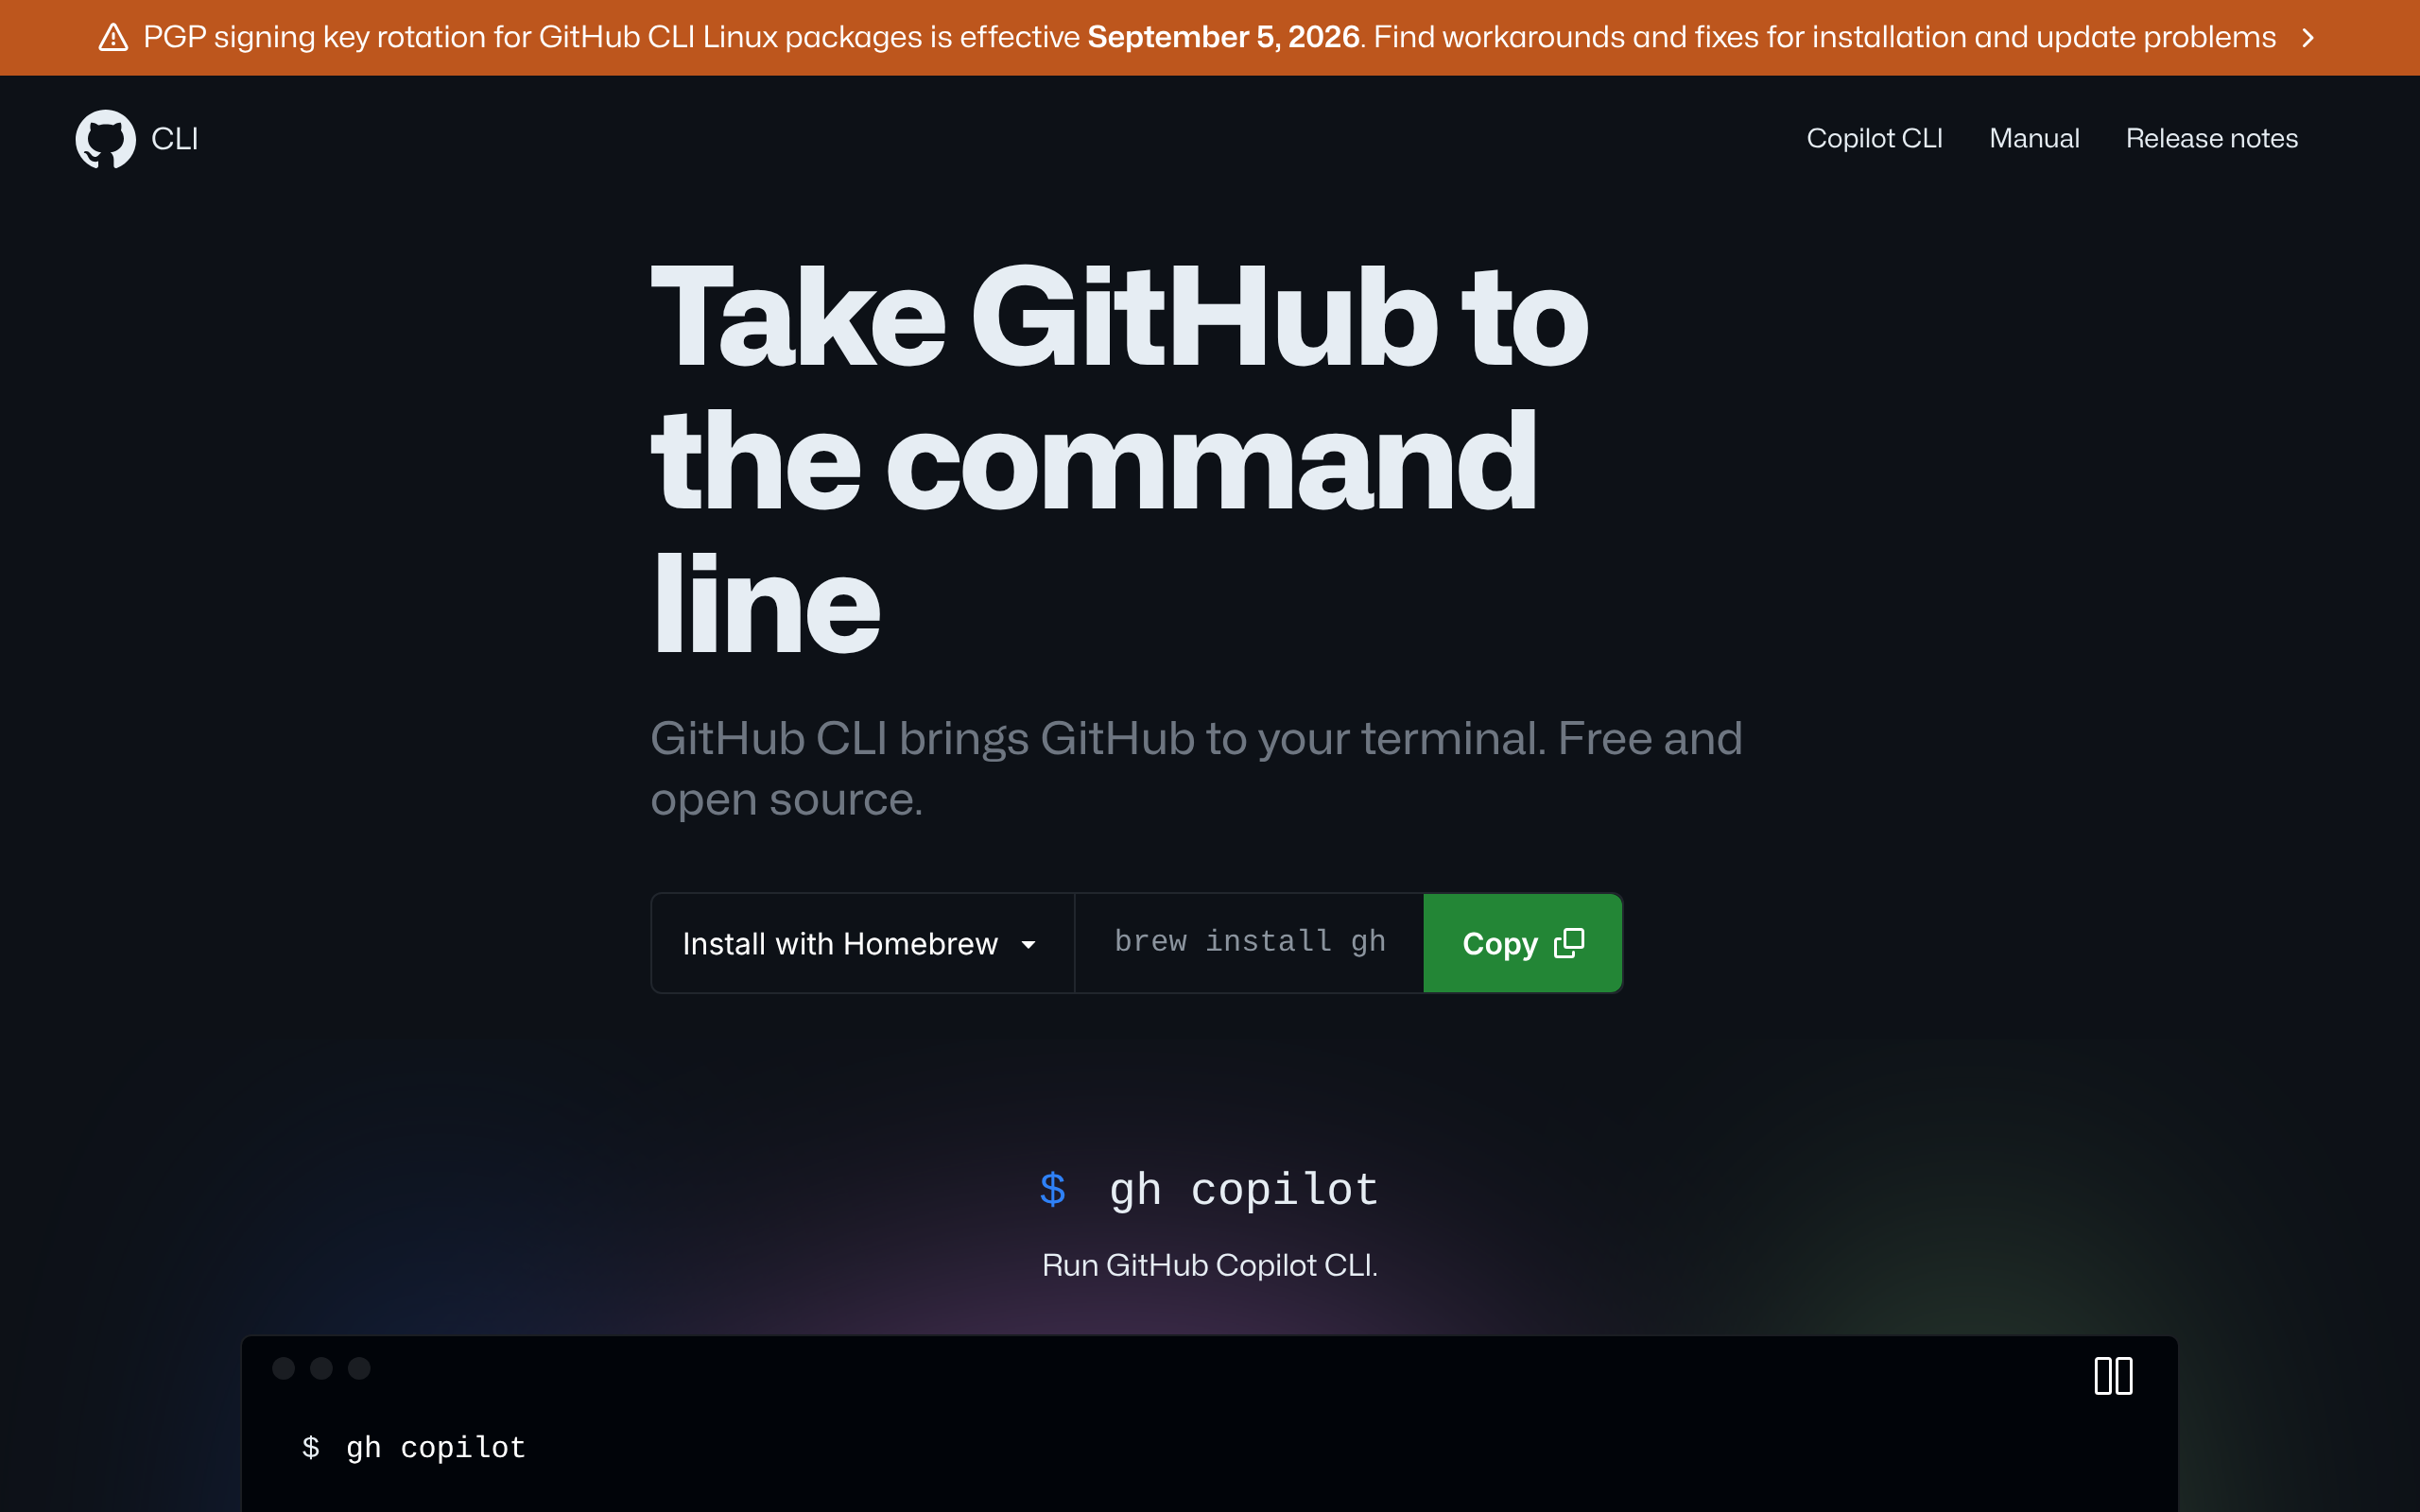 PGP signing key rotation for GitHub CLI Linux packages is effective September 5, 2026. Find workarounds and fixes for installation and update problems
CLI
Copilot CLI
Manual
Release notes
Take GitHub to
the command
line
GitHub CLI brings GitHub to your terminal. Free and
open source.
Install with Homebrew
brew install gh
Copy
$ gh copilot
Run GitHub Copilot CLI.
$ gh copilot